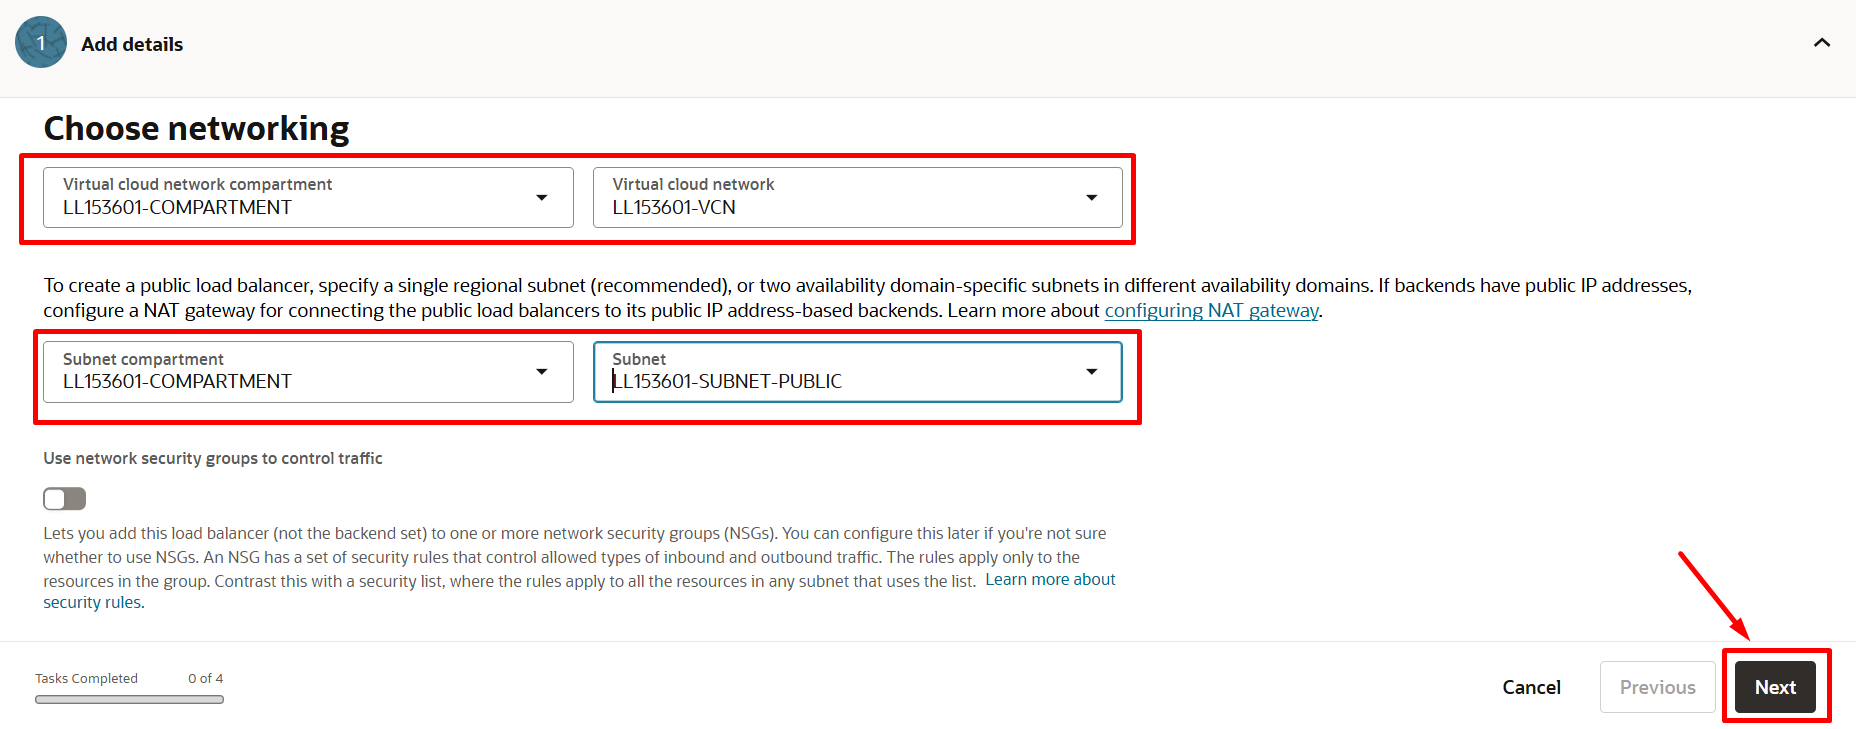 1 Add details
Choose networking
Virtual cloud network compartment
LL153601-COMPARTMENT
Virtual cloud network
LL153601-VCN
To create a public load balancer, specify a single regional subnet (recommended), or two availability domain-specific subnets in different availability domains. If backends have public IP addresses,
configure a NAT gateway for connecting the public load balancers to its public IP address-based backends. Learn more about configuring NAT gateway.
Subnet compartment
LL153601-COMPARTMENT
Subnet
LL153601-SUBNET-PUBLIC
Use network security groups to control traffic
Lets you add this load balancer (not the backend set) to one or more network security groups (NSGs). You can configure this later if you're not sure
whether to use NSGs. An NSG has a set of security rules that control allowed types of inbound and outbound traffic. The rules apply only to the
resources in the group. Contrast this with a security list, where the rules apply to all the resources in any subnet that uses the list. Learn more about
security rules.
Tasks Completed 0 of 4
Cancel
Previous
Next